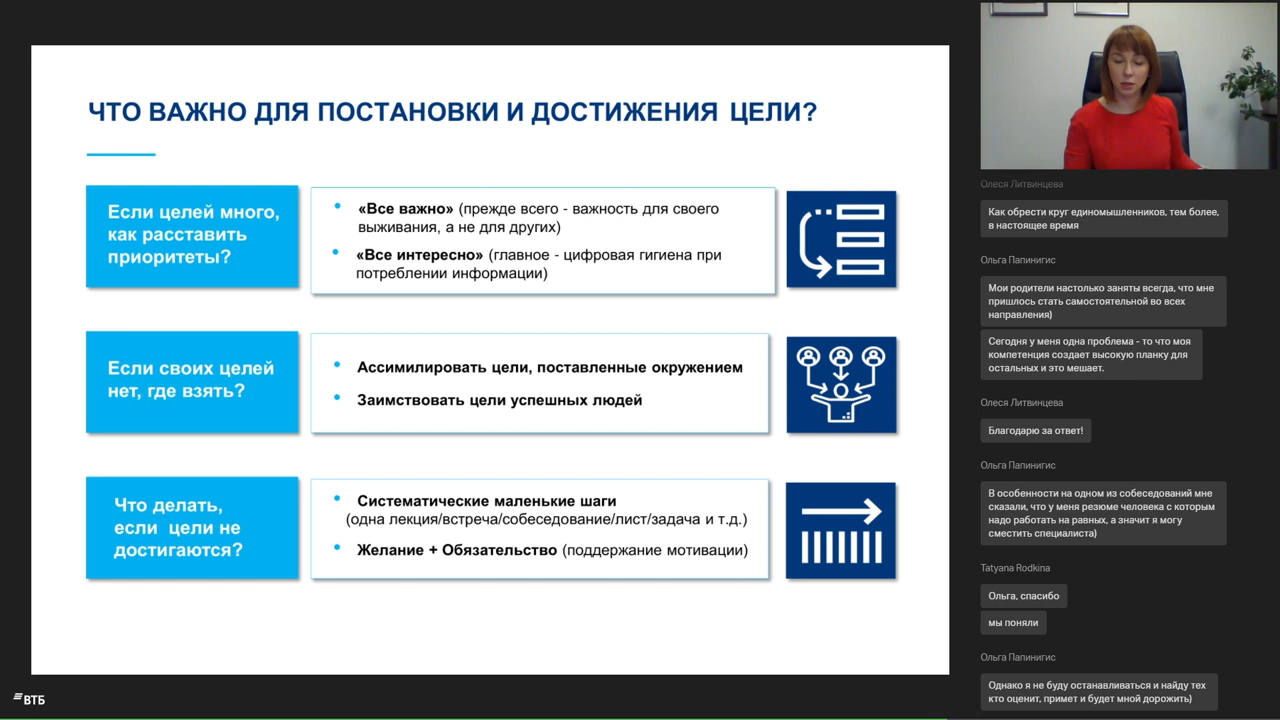 ЧТО ВАЖНО ДЛЯ ПОСТАНОВКИ И ДОСТИЖЕНИЯ ЦЕЛИ?
Если целей много,
как расставить
приоритеты?
• «Все важно» (прежде всего - важность для своего
выживания, а не для других)
• «Все интересно» (главное - цифровая гигиена при
потреблении информации)
Если своих целей
нет, где взять?
• Ассимилировать цели, поставленные окружением
• Заимствовать цели успешных людей
Что делать,
если цели не
достигаются?
• Систематические маленькие шаги
(одна лекция/встреча/собеседование/лист/задача и т.д.)
• Желание + Обязательство (поддержание мотивации)
ВТБ
Олеся Литвинцева
Как обрести круг единомышленников, тем более,
в настоящее время
Ольга Папинигис
Мои родители настолько заняты всегда, что мне
пришлось стать самостоятельной во всех
направления)
Сегодня у меня одна проблема - то что моя
компетенция создает высокую планку для
остальных и это мешает.
Олеся Литвинцева
Благодарю за ответ!
Ольга Папинигис
В особенности на одном из собеседований мне
сказали, что у меня резюме человека с которым
надо работать на равных, а значит я могу
сместить специалиста)
Tatyana Rodkina
Ольга, спасибо
мы поняли
Ольга Папинигис
Однако я не буду останавливаться и найду тех
кто оценит, примет и будет мной дорожить)